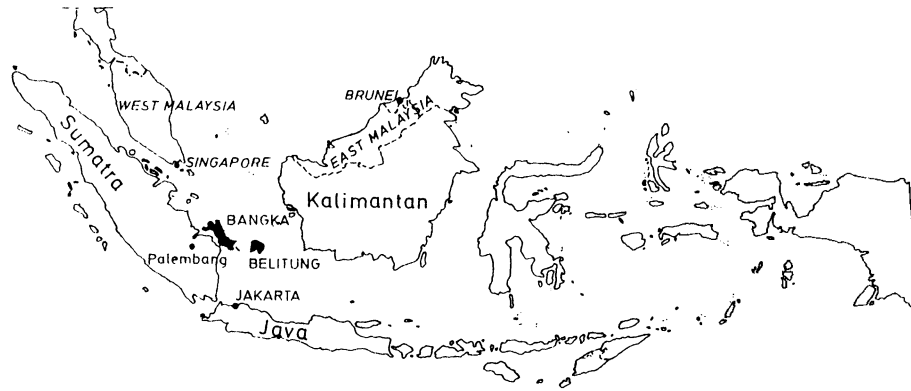 BRUNEI
WEST MALAYSIA
EAST MALAYSIA
Sumatra
SINGAPORE
Kalimantan
BANGKA
Palembang
BELITUNG
JAKARTA
Java